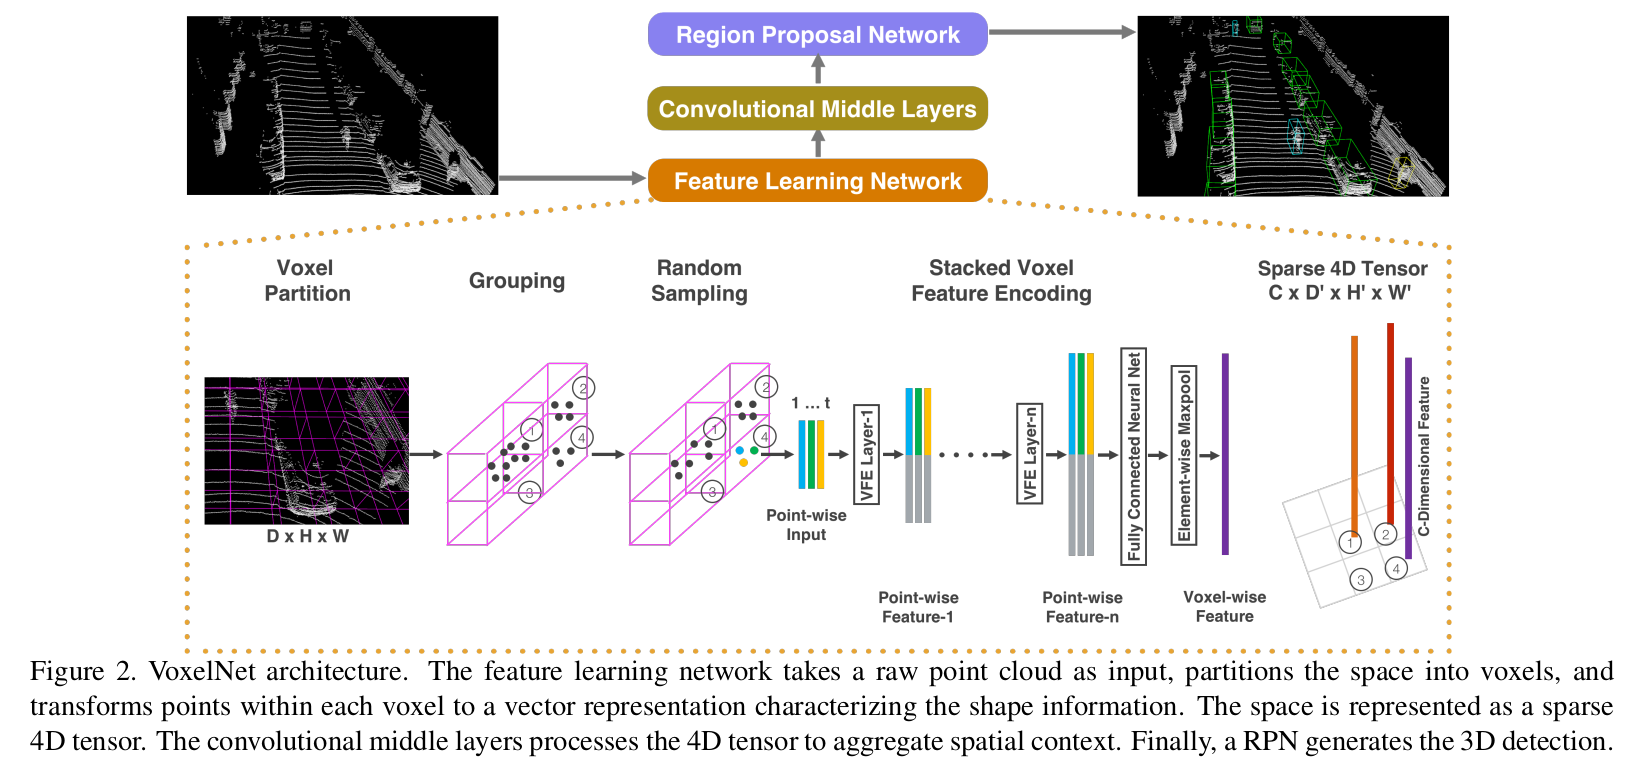 Region Proposal Network
Convolutional Middle Layers
Feature Learning Network
Voxel
Partition
Grouping
Random
Sampling
Stacked Voxel
Feature Encoding
Sparse 4D Tensor
C x D' x H' x W'
D x H x W
1
2
3
4
1
2
3
4
1 ... t
Point-wise
Input
VFE Layer-1
Point-wise
Feature-1
VFE Layer-n
Point-wise
Feature-n
Fully Connected Neural Net
Element-wise Maxpool
Voxel-wise
Feature
C-Dimensional Feature
1
2
3
4
Figure 2. VoxelNet architecture. The feature learning network takes a raw point cloud as input, partitions the space into voxels, and
transforms points within each voxel to a vector representation characterizing the shape information. The space is represented as a sparse
4D tensor. The convolutional middle layers processes the 4D tensor to aggregate spatial context. Finally, a RPN generates the 3D detection.